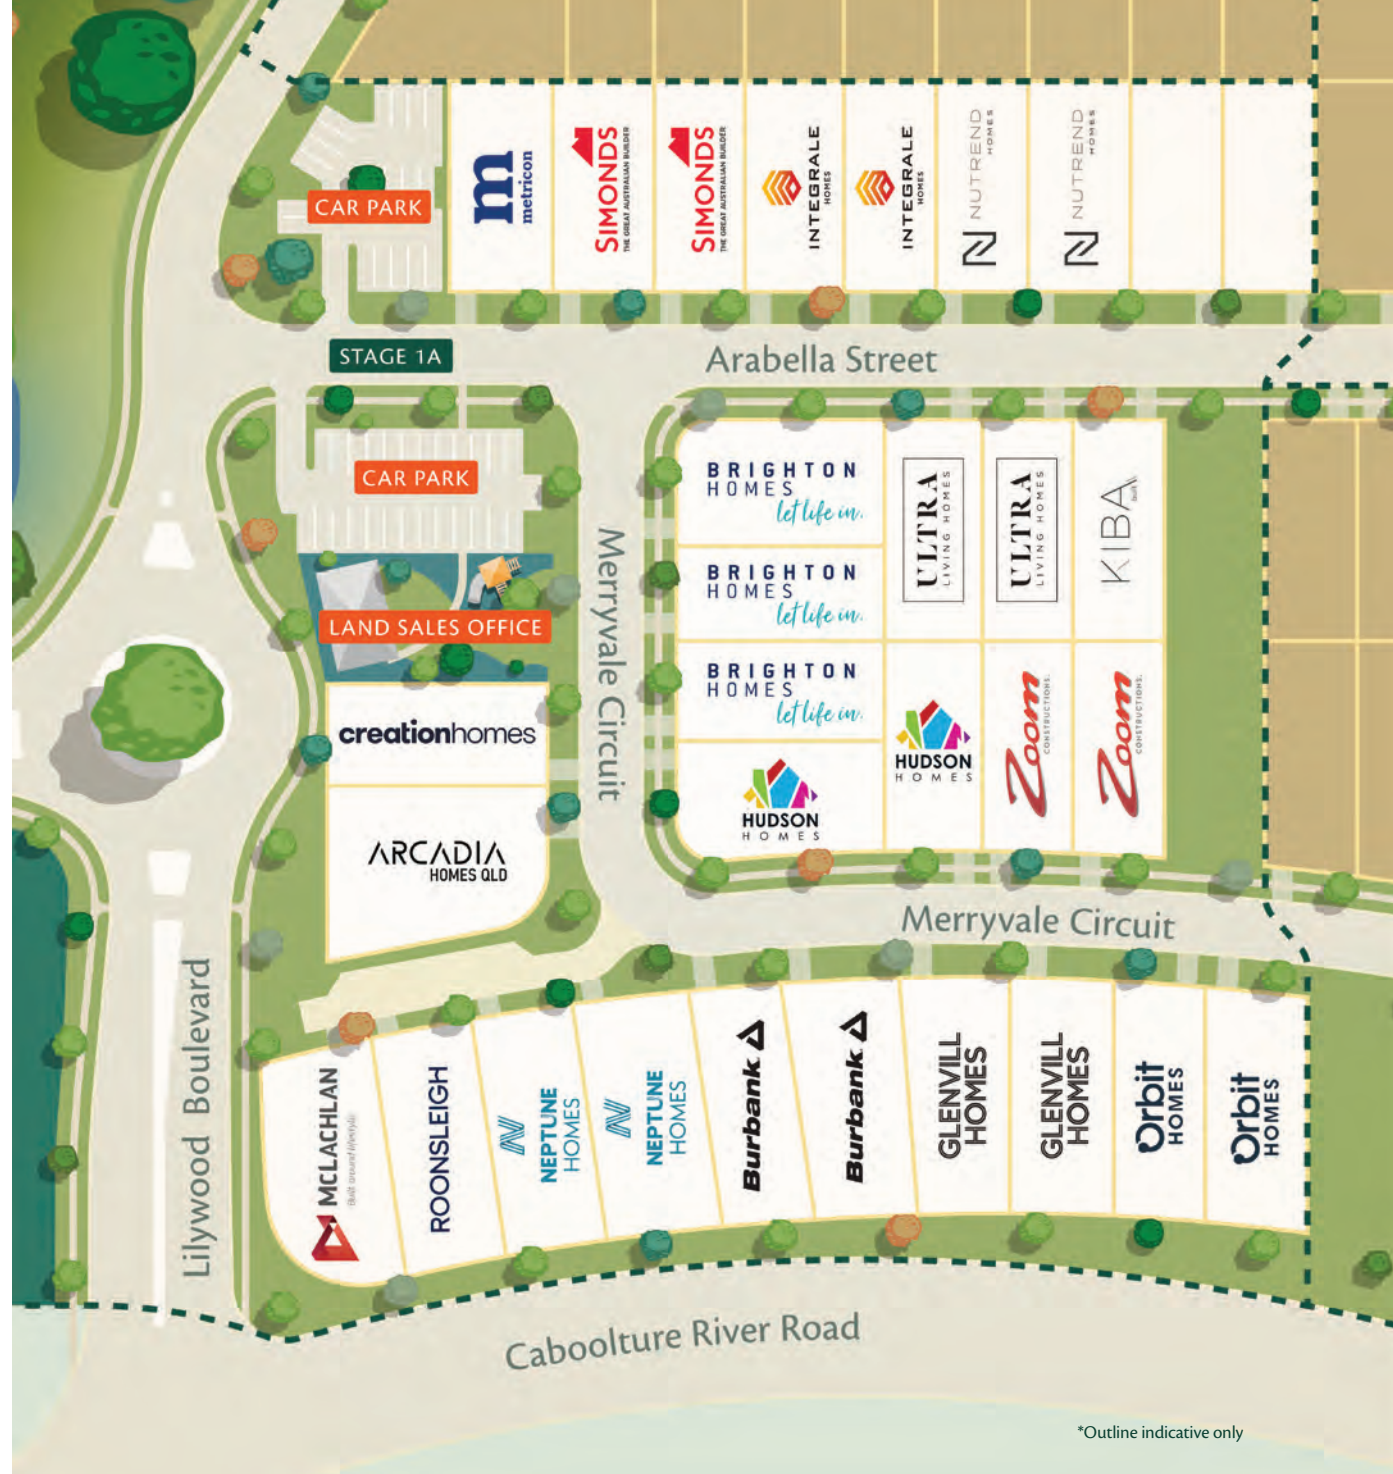 CAR PARK
m
metricon
SIMONDS
THE GREAT AUSTRALIAN BUILDER
SIMONDS
THE GREAT AUSTRALIAN BUILDER
INTEGRALE
HOMES
INTEGRALE
HOMES
NUTREND
HOMES
NUTREND
HOMES
STAGE 1A
Arabella Street
CAR PARK
BRIGHTON
HOMES
let life in.
ULTRA
LIVING HOMES
ULTRA
LIVING HOMES
KIBA
built
BRIGHTON
HOMES
let life in.
Merryvale Circuit
LAND SALES OFFICE
BRIGHTON
HOMES
let life in.
creationhomes
HUDSON
HOMES
Zoom
CONSTRUCTIONS.
Zoom
CONSTRUCTIONS.
HUDSON
HOMES
ARCADIA
HOMES QLD
Merryvale Circuit
Lilywood Boulevard
MCLACHLAN
Built around lifestyle
ROONSLEIGH
NEPTUNE
HOMES
NEPTUNE
HOMES
Burbank
Burbank
GLENVILL
HOMES
GLENVILL
HOMES
Orbit
HOMES
Orbit
HOMES
Caboolture River Road
*Outline indicative only